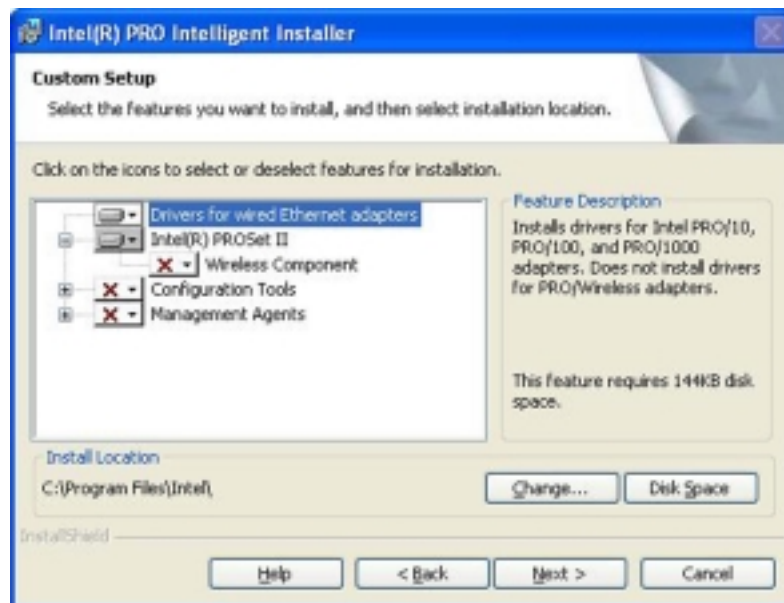 Intel(R) PRO Intelligent Installer
Custom Setup
Select the features you want to install, and then select installation location.
Click on the icons to select or deselect features for installation.
Drivers for wired Ethernet adapters
Intel(R) PROSet II
Wireless Component
Configuration Tools
Management Agents
Feature Description
Installs drivers for Intel PRO/10,
PRO/100, and PRO/1000
adapters. Does not install drivers
for PRO/Wireless adapters.
This feature requires 144KB disk
space.
Install Location
C:\Program Files\Intel\
Change...
Disk Space
InstallShield
Help
< Back
Next >
Cancel